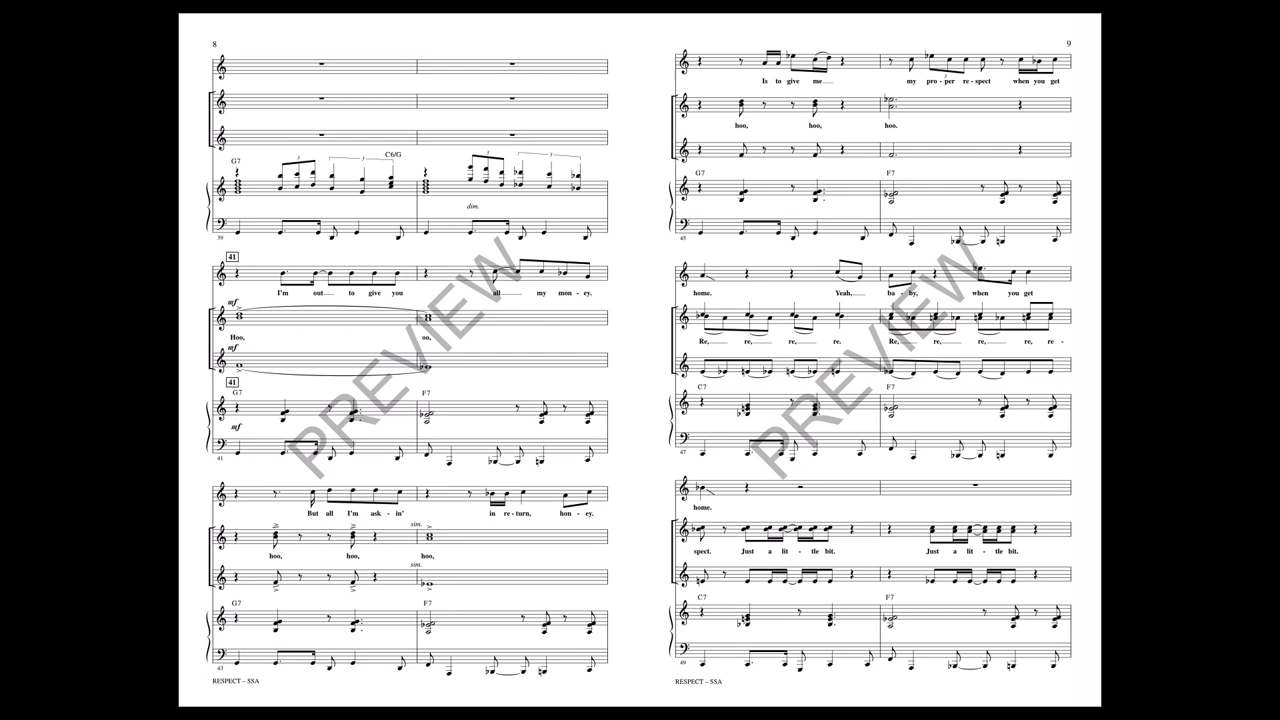 8
G7
3
3
C6/G
3
3
dim.
39
41
I'm out to give you all my mon - ey.
mf
Hoo, oo,
mf
41
G7 F7
mf
41
But all I'm ask - in' in re - turn, hon - ey.
sim.
hoo, hoo, hoo,
sim.
G7 F7
43
RESPECT – SSA
9
Is to give me my pro - per re - spect when you get
3
hoo, hoo, hoo.
G7 F7
45
home. Yeah, ba - by, when you get
Re, re, re, re. Re, re, re, re, re -
C7 F7
47
home.
spect. Just a lit - tle bit. Just a lit - tle bit.
C7 F7
49
RESPECT – SSA
PREVIEW
PREVIEW